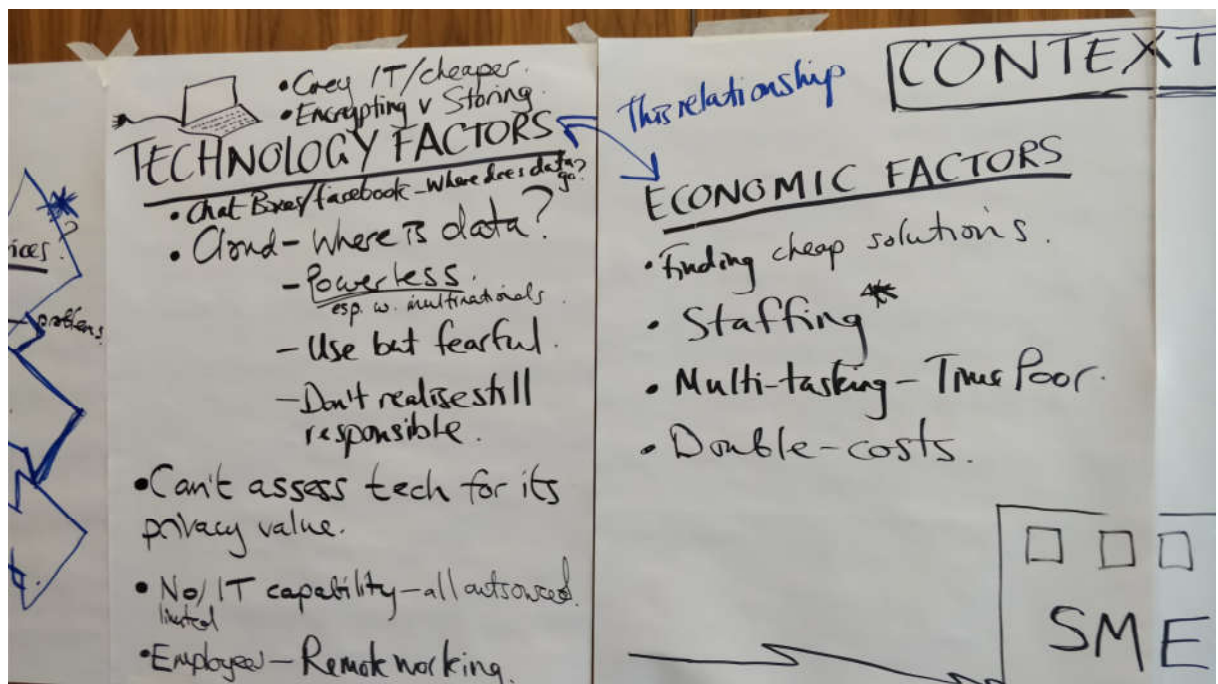 ices?
?
problems
• Grey IT/cheaper.
• Encrypting v Storing.
TECHNOLOGY FACTORS
• Chat Boxes/facebook - Where does data go?
• Cloud - Where is data?
- Powerless.
esp. w. multinationals.
- Use but fearful.
- Don't realise still
responsible.
• Can't assess tech for its
privacy value.
• No/limited IT capability - all outsourced.
• Employees - Remote working.
This relationship
CONTEXT
ECONOMIC FACTORS
• Finding cheap solutions.
• Staffing *
• Multi-tasking - Time Poor.
• Double-costs.
SME